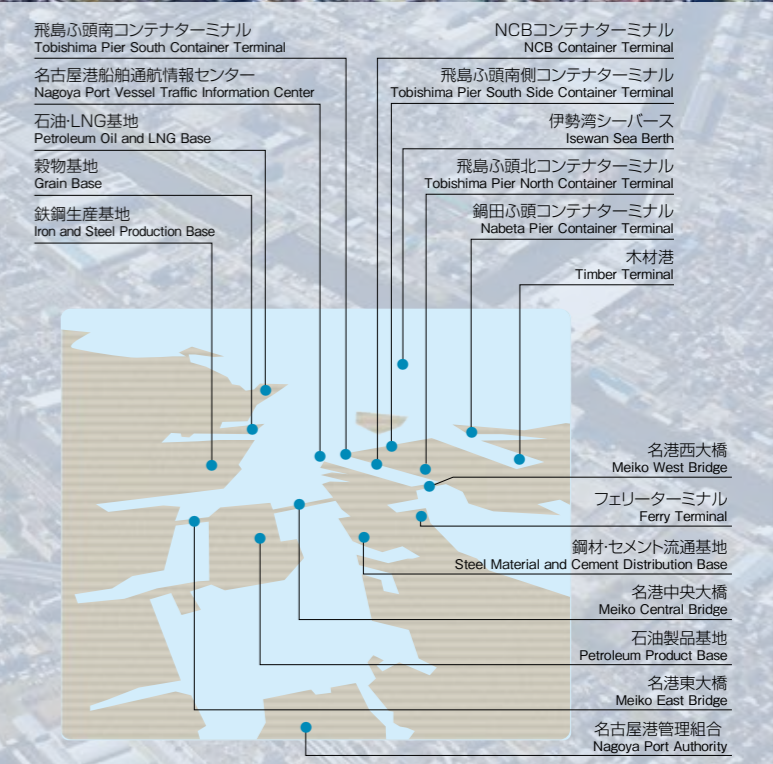 飛島ふ頭南コンテナターミナル
Tobishima Pier South Container Terminal
名古屋港船舶通航情報センター
Nagoya Port Vessel Traffic Information Center
石油・LNG基地
Petroleum Oil and LNG Base
穀物基地
Grain Base
鉄鋼生産基地
Iron and Steel Production Base
NCBコンテナターミナル
NCB Container Terminal
飛島ふ頭南側コンテナターミナル
Tobishima Pier South Side Container Terminal
伊勢湾シーバース
Isewan Sea Berth
飛島ふ頭北コンテナターミナル
Tobishima Pier North Container Terminal
鍋田ふ頭コンテナターミナル
Nabeta Pier Container Terminal
木材港
Timber Terminal
名港西大橋
Meiko West Bridge
フェリーターミナル
Ferry Terminal
鋼材・セメント流通基地
Steel Material and Cement Distribution Base
名港中央大橋
Meiko Central Bridge
石油製品基地
Petroleum Product Base
名港東大橋
Meiko East Bridge
名古屋港管理組合
Nagoya Port Authority